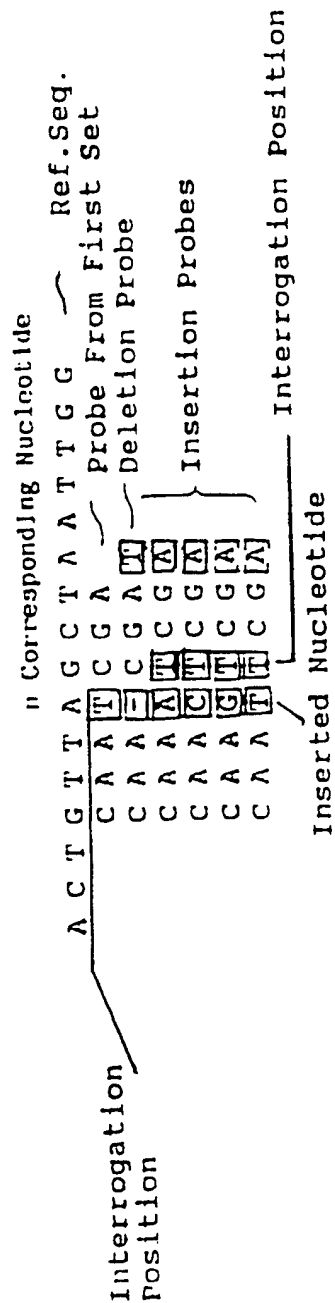 " Corresponding Nucleotide
A C T G T T A G C T A A T T G G Ref.Seq.
C A A T C G A Probe From First Set
C A A - C G A T Deletion Probe
C A A A T C G A
C A A C T C G A
C A A G T C G A
C A A T T C G A
Insertion Probes
Interrogation
Position
Inserted Nucleotide
Interrogation Position